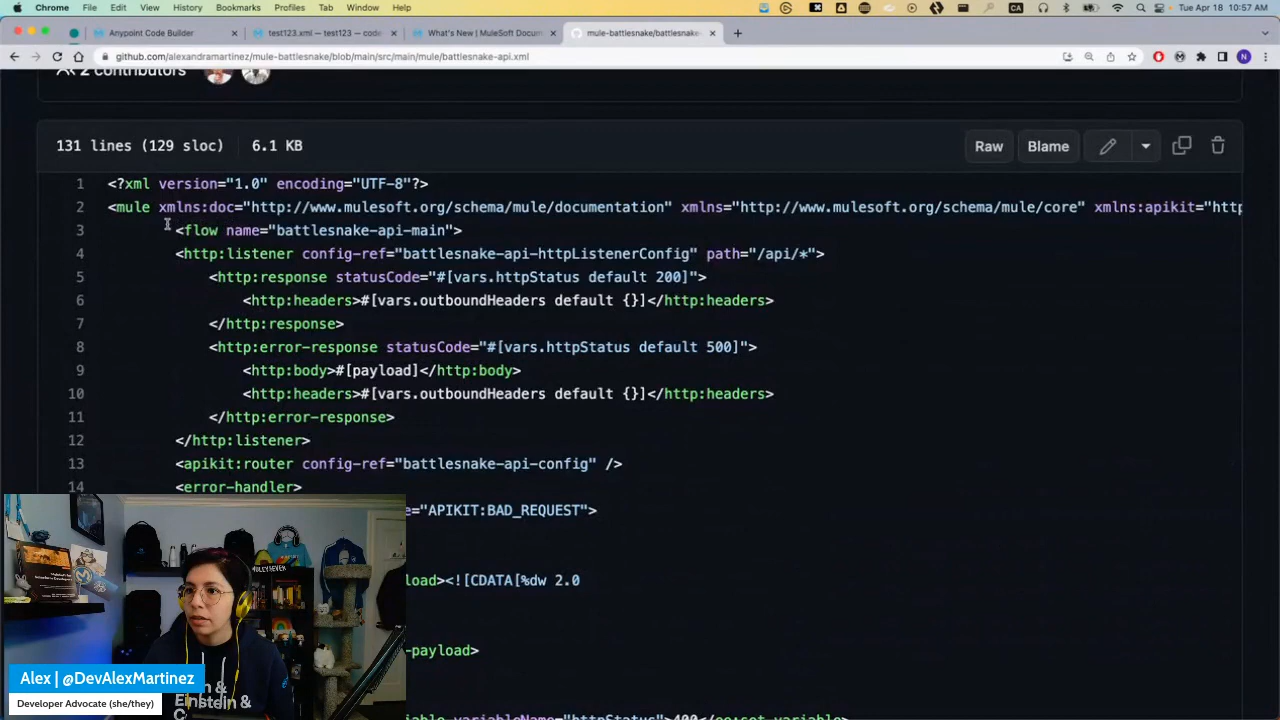 Chrome File Edit View History Bookmarks Profiles Tab Window Help
CA Tue Apr 18 10:57 AM
Anypoint Code Builder
test123.xml — test123 — code
What's New | MuleSoft Docum
mule-battlesnake/battlesnake-
github.com/alexandramartinez/mule-battlesnake/blob/main/src/main/mule/battlesnake-api.xml
N
2 contributors
131 lines (129 sloc) 6.1 KB
Raw Blame
1 <?xml version="1.0" encoding="UTF-8"?>
2 <mule xmlns:doc="http://www.mulesoft.org/schema/mule/documentation" xmlns="http://www.mulesoft.org/schema/mule/core" xmlns:apikit="http
3 <flow name="battlesnake-api-main">
4 <http:listener config-ref="battlesnake-api-httpListenerConfig" path="/api/*">
5 <http:response statusCode="#[vars.httpStatus default 200]">
6 <http:headers>#[vars.outboundHeaders default {}]</http:headers>
7 </http:response>
8 <http:error-response statusCode="#[vars.httpStatus default 500]">
9 <http:body>#[payload]</http:body>
10 <http:headers>#[vars.outboundHeaders default {}]</http:headers>
11 </http:error-response>
12 </http:listener>
13 <apikit:router config-ref="battlesnake-api-config" />
14 <error-handler>
e="APIKIT:BAD_REQUEST">
load><![CDATA[%dw 2.0
-payload>
iable variableName="httpStatus">400</ee:set-variable>
Alex | @DevAlexMartinez
Developer Advocate (she/they)
Einstein &